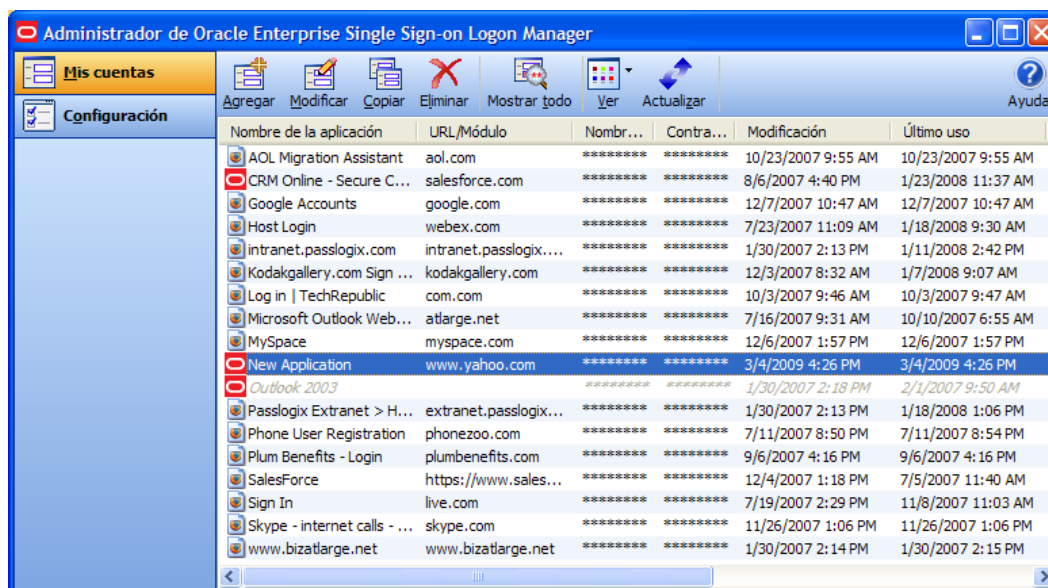 Administrador de Oracle Enterprise Single Sign-on Logon Manager
Mis cuentas
Configuración
Agregar Modificar Copiar Eliminar Mostrar todo Ver Actualizar Ayuda
Nombre de la aplicación URL/Módulo Nombr... Contra... Modificación Último uso
AOL Migration Assistant aol.com ******** ******** 10/23/2007 9:55 AM 10/23/2007 9:55 AM
CRM Online - Secure C... salesforce.com ******** ******** 8/6/2007 4:40 PM 1/23/2008 11:37 AM
Google Accounts google.com ******** ******** 12/7/2007 10:47 AM 12/7/2007 10:47 AM
Host Login webex.com ******** ******** 7/23/2007 11:09 AM 1/18/2008 9:30 AM
intranet.passlogix.com intranet.passlogix.... ******** ******** 1/30/2007 2:13 PM 1/11/2008 2:42 PM
Kodakgallery.com Sign ... kodakgallery.com ******** ******** 12/3/2007 8:32 AM 1/7/2008 9:07 AM
Log in | TechRepublic com.com ******** ******** 10/3/2007 9:46 AM 10/3/2007 9:47 AM
Microsoft Outlook Web... atlarge.net ******** ******** 7/16/2007 9:31 AM 10/10/2007 6:55 AM
MySpace myspace.com ******** ******** 12/6/2007 1:57 PM 12/6/2007 1:57 PM
New Application www.yahoo.com ******** ******** 3/4/2009 4:26 PM 3/4/2009 4:26 PM
Outlook 2003 ******** ******** 1/30/2007 2:18 PM 2/1/2007 9:50 AM
Passlogix Extranet > H... extranet.passlogix... ******** ******** 1/30/2007 2:13 PM 1/18/2008 1:06 PM
Phone User Registration phonezoo.com ******** ******** 7/11/2007 8:50 PM 7/11/2007 8:54 PM
Plum Benefits - Login plumbenefits.com ******** ******** 9/6/2007 4:16 PM 9/6/2007 4:16 PM
SalesForce https://www.sales... ******** ******** 12/4/2007 1:18 PM 7/5/2007 11:40 AM
Sign In live.com ******** ******** 7/19/2007 2:29 PM 11/8/2007 11:03 AM
Skype - internet calls - ... skype.com ******** ******** 11/26/2007 1:06 PM 11/26/2007 1:06 PM
www.bizatlarge.net www.bizatlarge.net ******** ******** 1/30/2007 2:14 PM 1/30/2007 2:15 PM